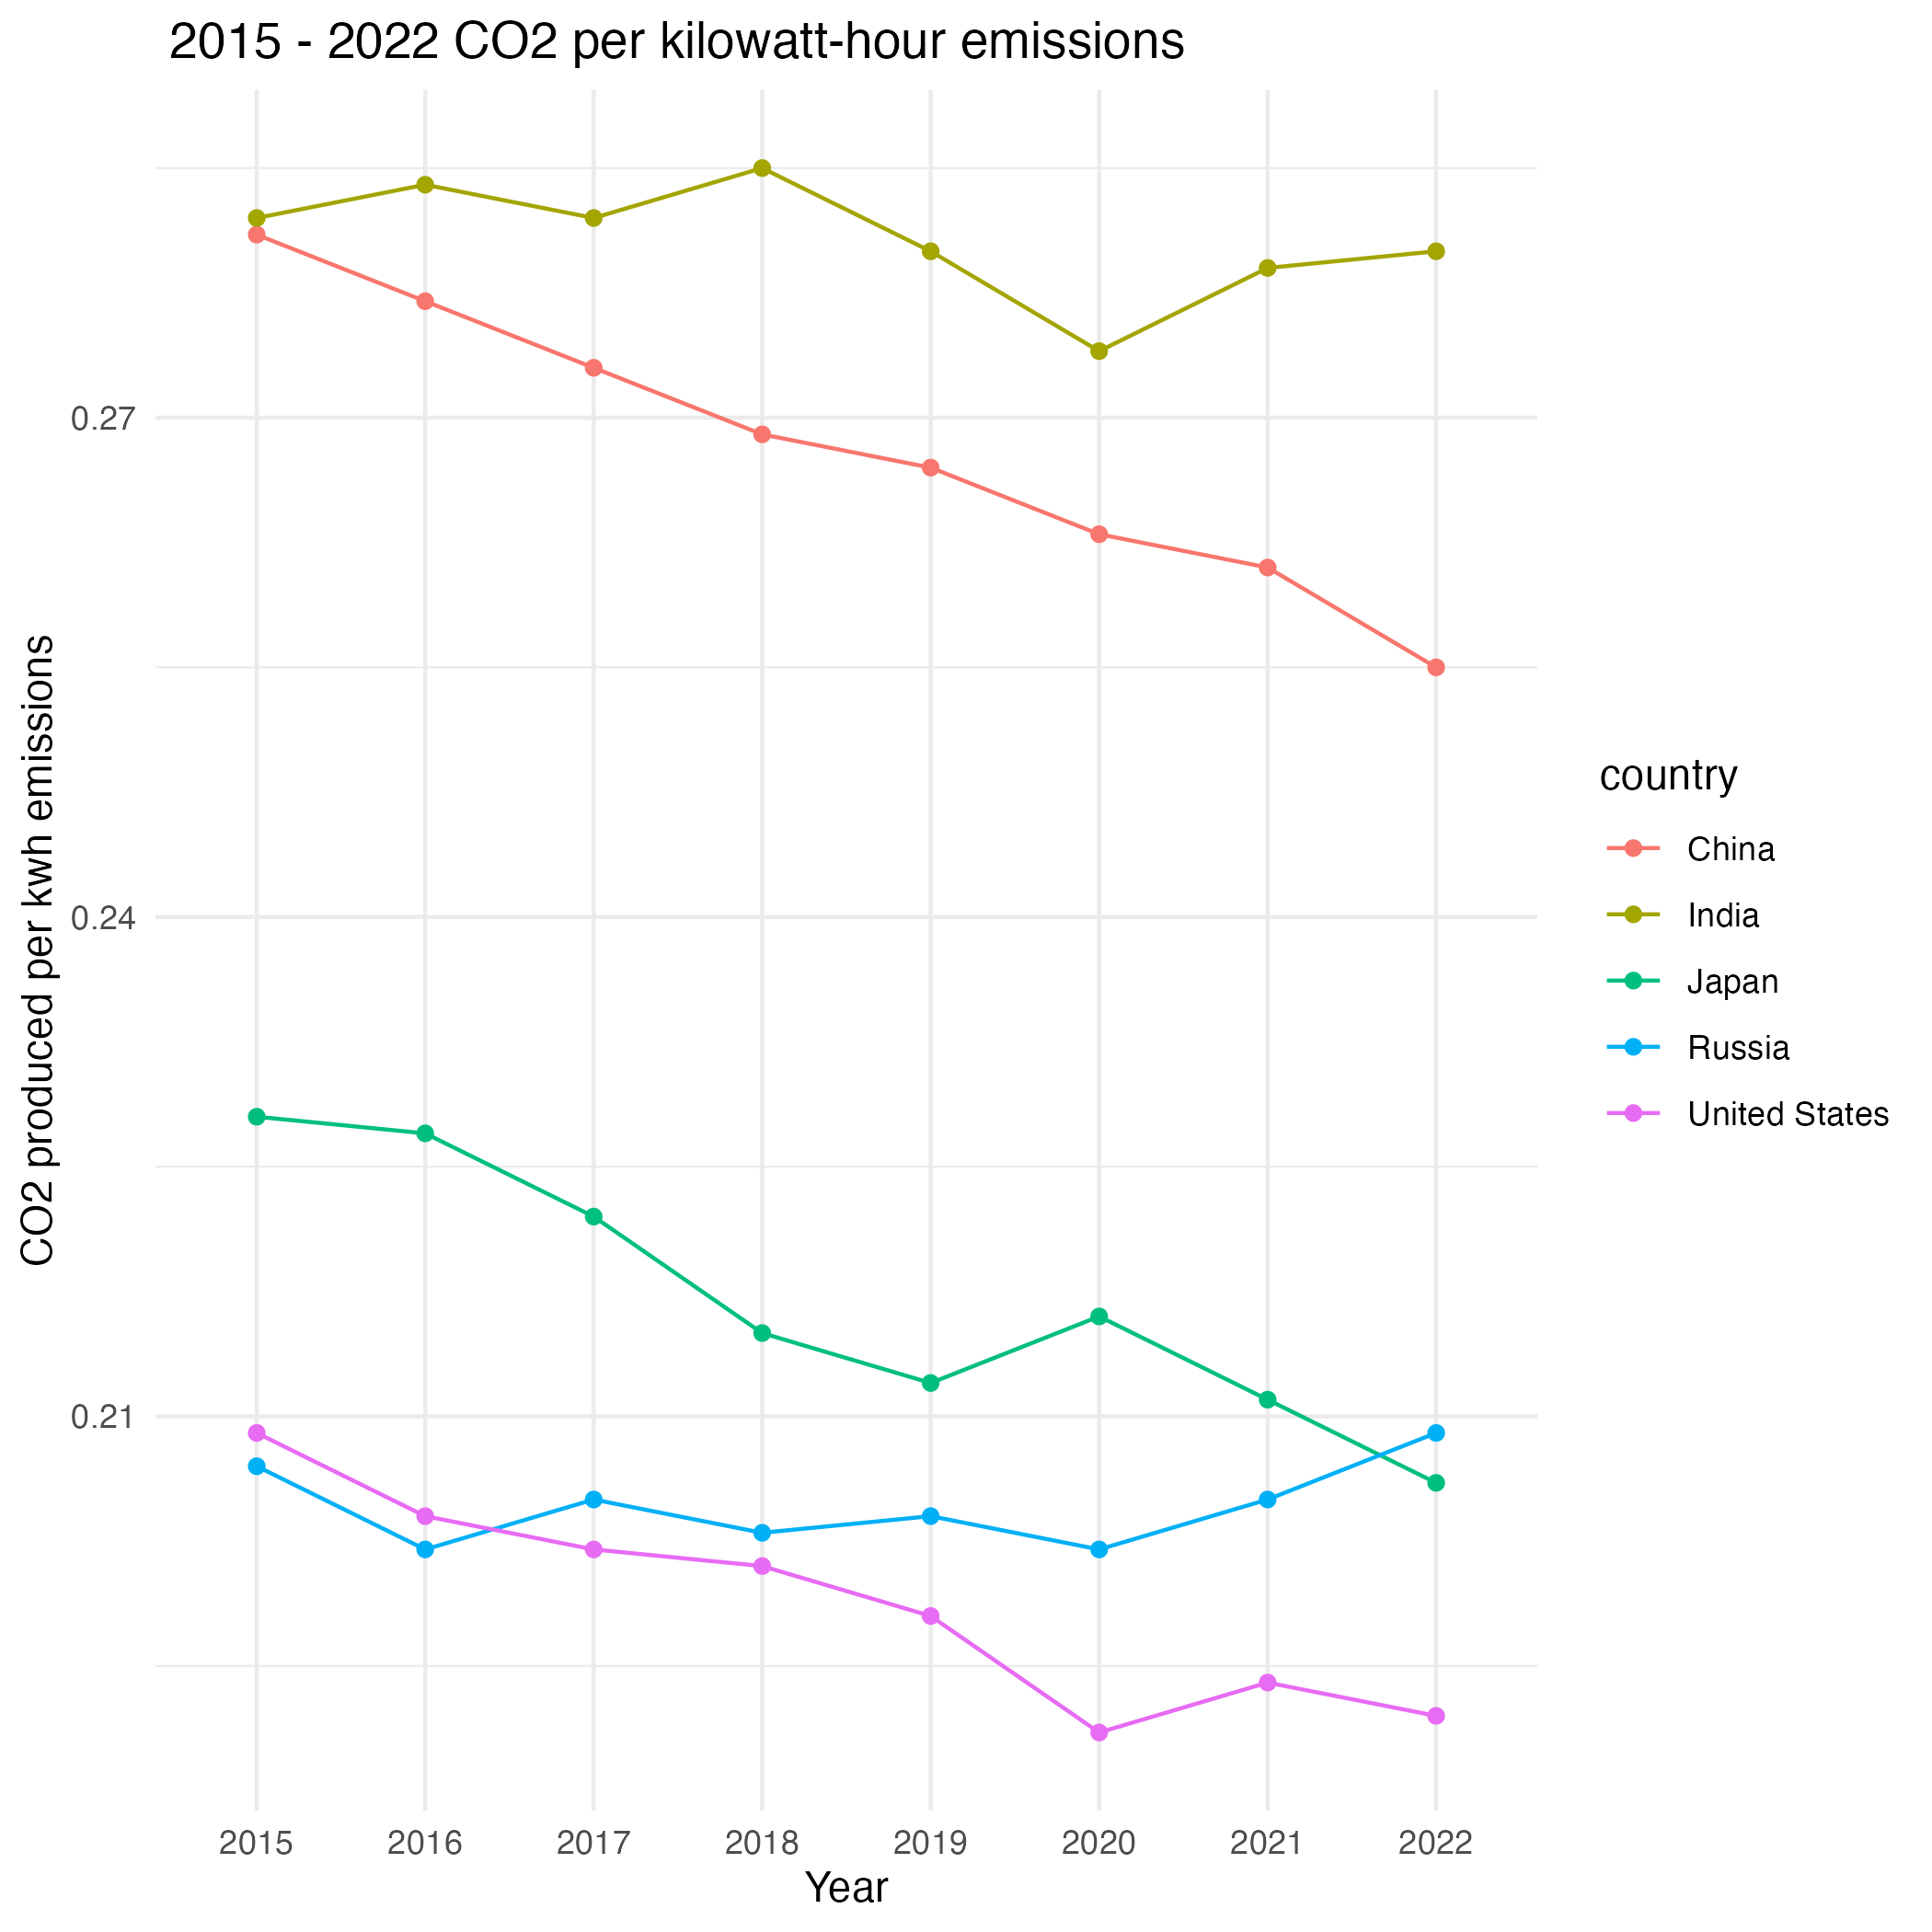 2015 - 2022 CO2 per kilowatt-hour emissions
CO2 produced per kwh emissions
0.27
0.24
0.21
2015 2016 2017 2018 2019 2020 2021 2022
Year
country
China
India
Japan
Russia
United States